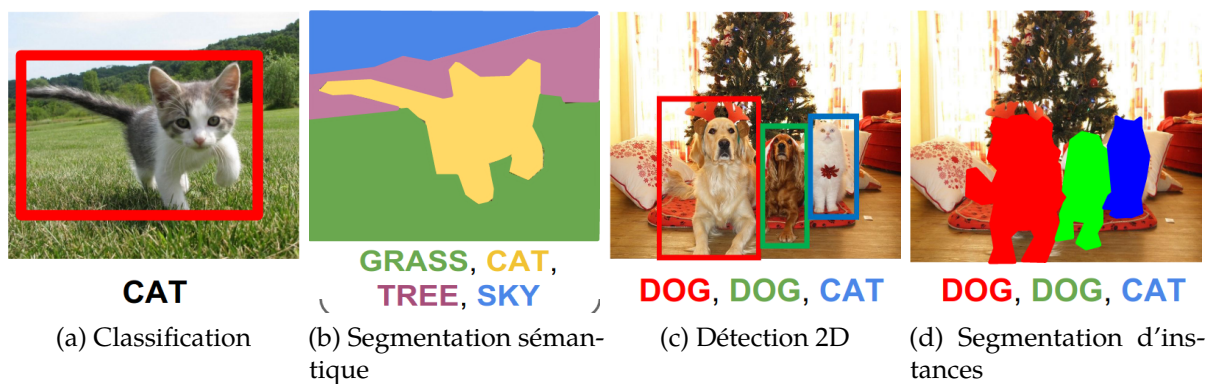 CAT
(a) Classification
GRASS, CAT,
TREE, SKY
(b) Segmentation séman-
tique
DOG, DOG, CAT
(c) Détection 2D
DOG, DOG, CAT
(d) Segmentation d'ins-
tances